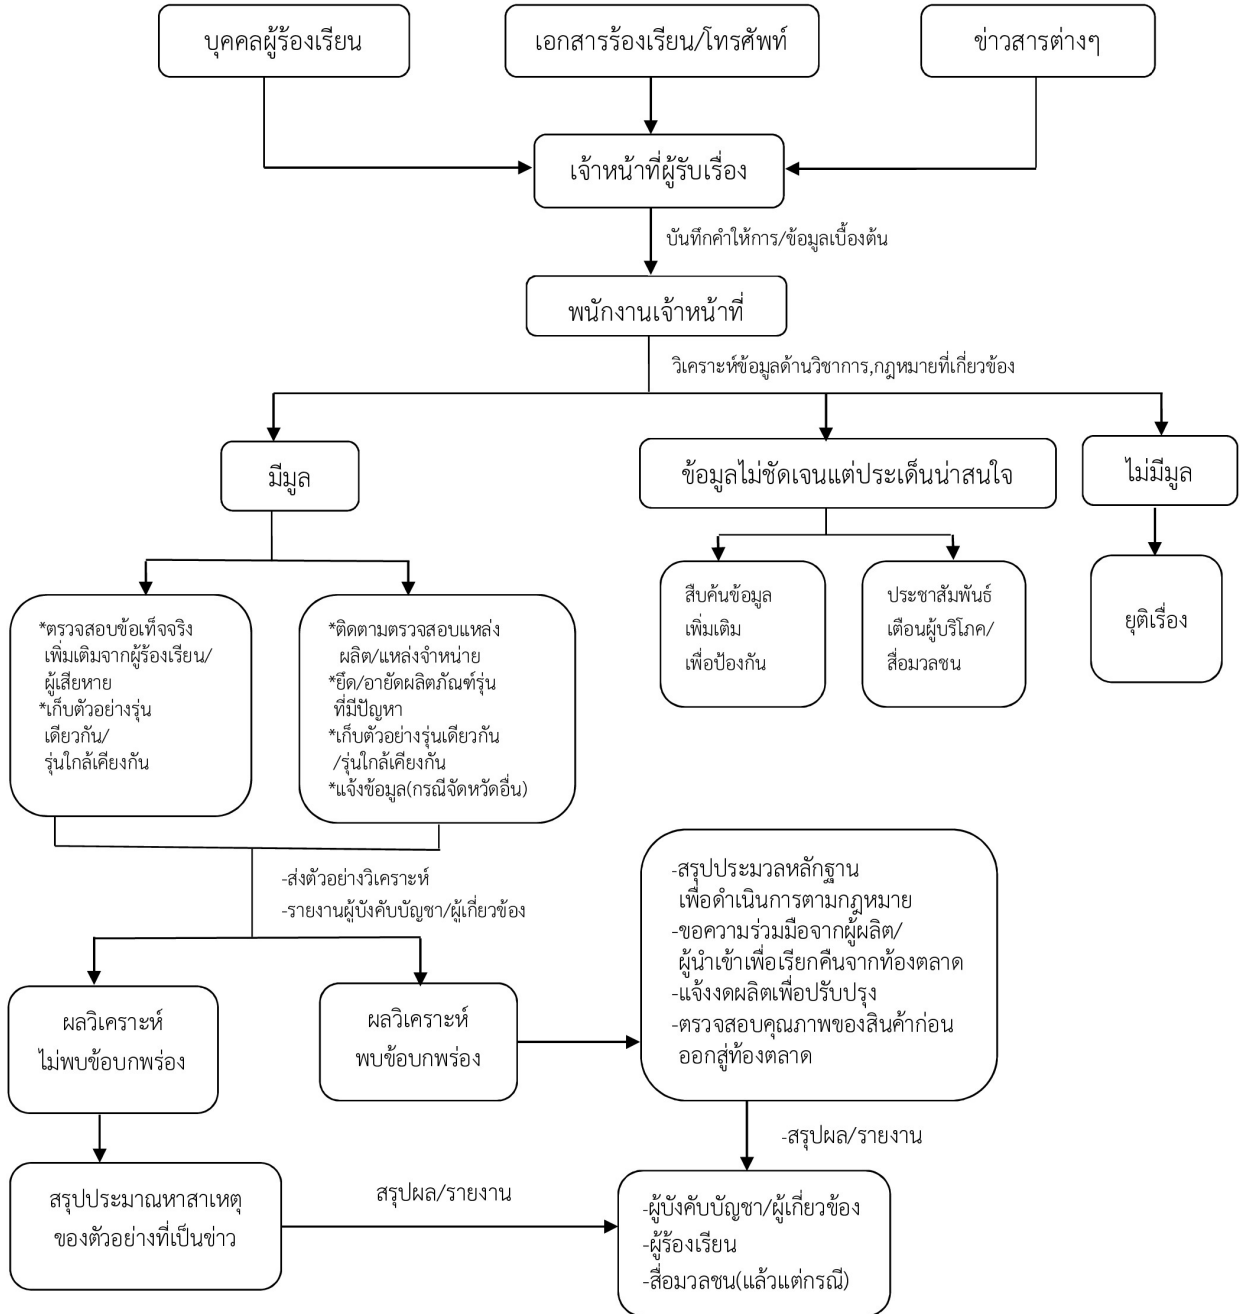 บุคคลผู้ร้องเรียน
เอกสารร้องเรียน/โทรศัพท์
ข่าวสารต่างๆ
เจ้าหน้าที่ผู้รับเรื่อง
บันทึกคำให้การ/ข้อมูลเบื้องต้น
พนักงานเจ้าหน้าที่
วิเคราะห์ข้อมูลด้านวิชาการ,กฎหมายที่เกี่ยวข้อง
มีมูล
ข้อมูลไม่ชัดเจนแต่ประเด็นน่าสนใจ
ไม่มีมูล
*ตรวจสอบข้อเท็จจริง
เพิ่มเติมจากผู้ร้องเรียน/
ผู้เสียหาย
*เก็บตัวอย่างรุ่น
เดียวกัน/
รุ่นใกล้เคียงกัน
*ติดตามตรวจสอบแหล่ง
ผลิต/แหล่งจำหน่าย
*ยึด/อายัดผลิตภัณฑ์รุ่น
ที่มีปัญหา
*เก็บตัวอย่างรุ่นเดียวกัน
/รุ่นใกล้เคียงกัน
*แจ้งข้อมูล(กรณีจัดหวัดอื่น)
สืบค้นข้อมูล
เพิ่มเติม
เพื่อป้องกัน
ประชาสัมพันธ์
เตือนผู้บริโภค/
สื่อมวลชน
ยุติเรื่อง
-ส่งตัวอย่างวิเคราะห์
-รายงานผู้บังคับบัญชา/ผู้เกี่ยวข้อง
ผลวิเคราะห์
ไม่พบข้อบกพร่อง
ผลวิเคราะห์
พบข้อบกพร่อง
-สรุปประมวลหลักฐาน
เพื่อดำเนินการตามกฎหมาย
-ขอความร่วมมือจากผู้ผลิต/
ผู้นำเข้าเพื่อเรียกคืนจากท้องตลาด
-แจ้งงดผลิตเพื่อปรับปรุง
-ตรวจสอบคุณภาพของสินค้าก่อน
ออกสู่ท้องตลาด
-สรุปผล/รายงาน
สรุปประมาณหาสาเหตุ
ของตัวอย่างที่เป็นข่าว
สรุปผล/รายงาน
-ผู้บังคับบัญชา/ผู้เกี่ยวข้อง
-ผู้ร้องเรียน
-สื่อมวลชน(แล้วแต่กรณี)